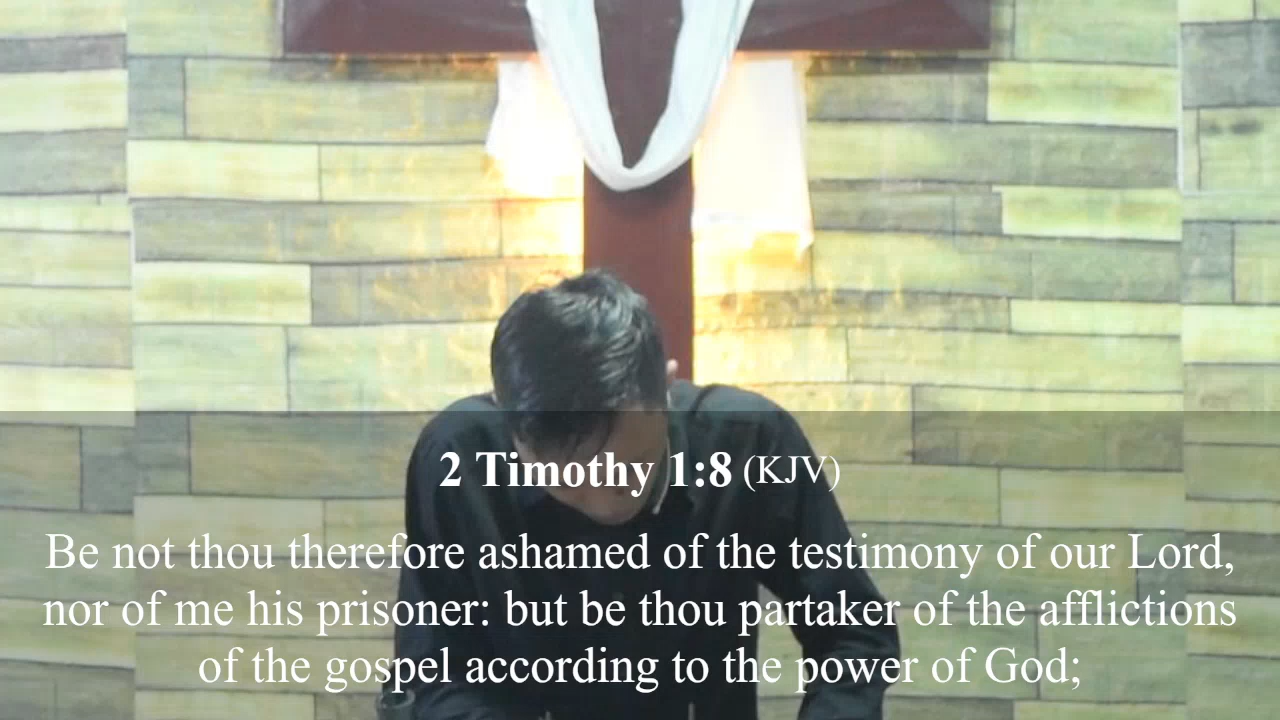 2 Timothy 1:8 (KJV)
Be not thou therefore ashamed of the testimony of our Lord,
nor of me his prisoner: but be thou partaker of the afflictions
of the gospel according to the power of God;